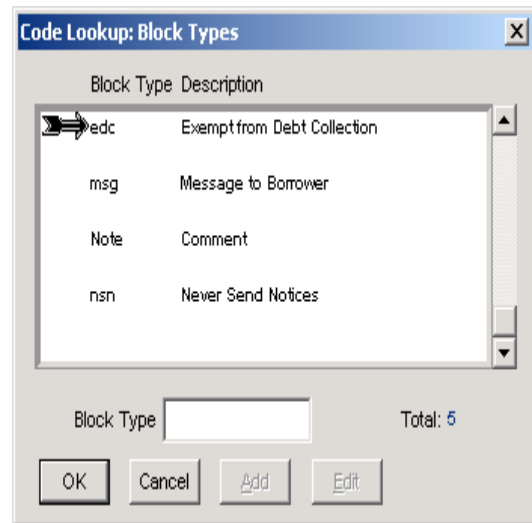 Code Lookup: Block Types
Block Type Description
edc Exempt from Debt Collection
msg Message to Borrower
Note Comment
nsn Never Send Notices
Block Type Total: 5
OK Cancel Add Edit